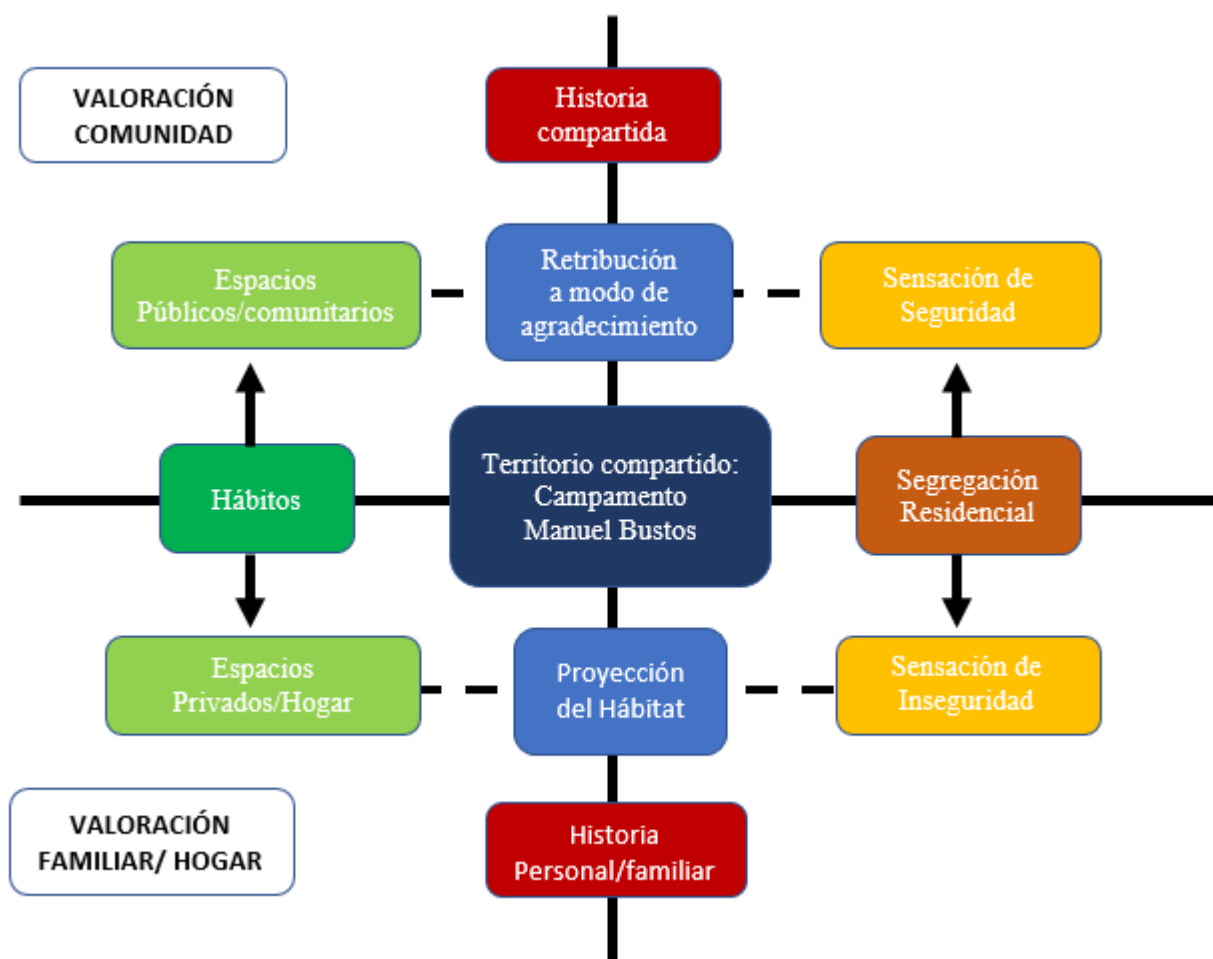 VALORACIÓN
COMUNIDAD
Historia
compartida
Espacios
Públicos/comunitarios
Retribución
a modo de
agradecimiento
Sensación de
Seguridad
Hábitos
Territorio compartido:
Campamento
Manuel Bustos
Segregación
Residencial
Espacios
Privados/Hogar
Proyección
del Hábitat
Sensación de
Inseguridad
VALORACIÓN
FAMILIAR/ HOGAR
Historia
Personal/familiar